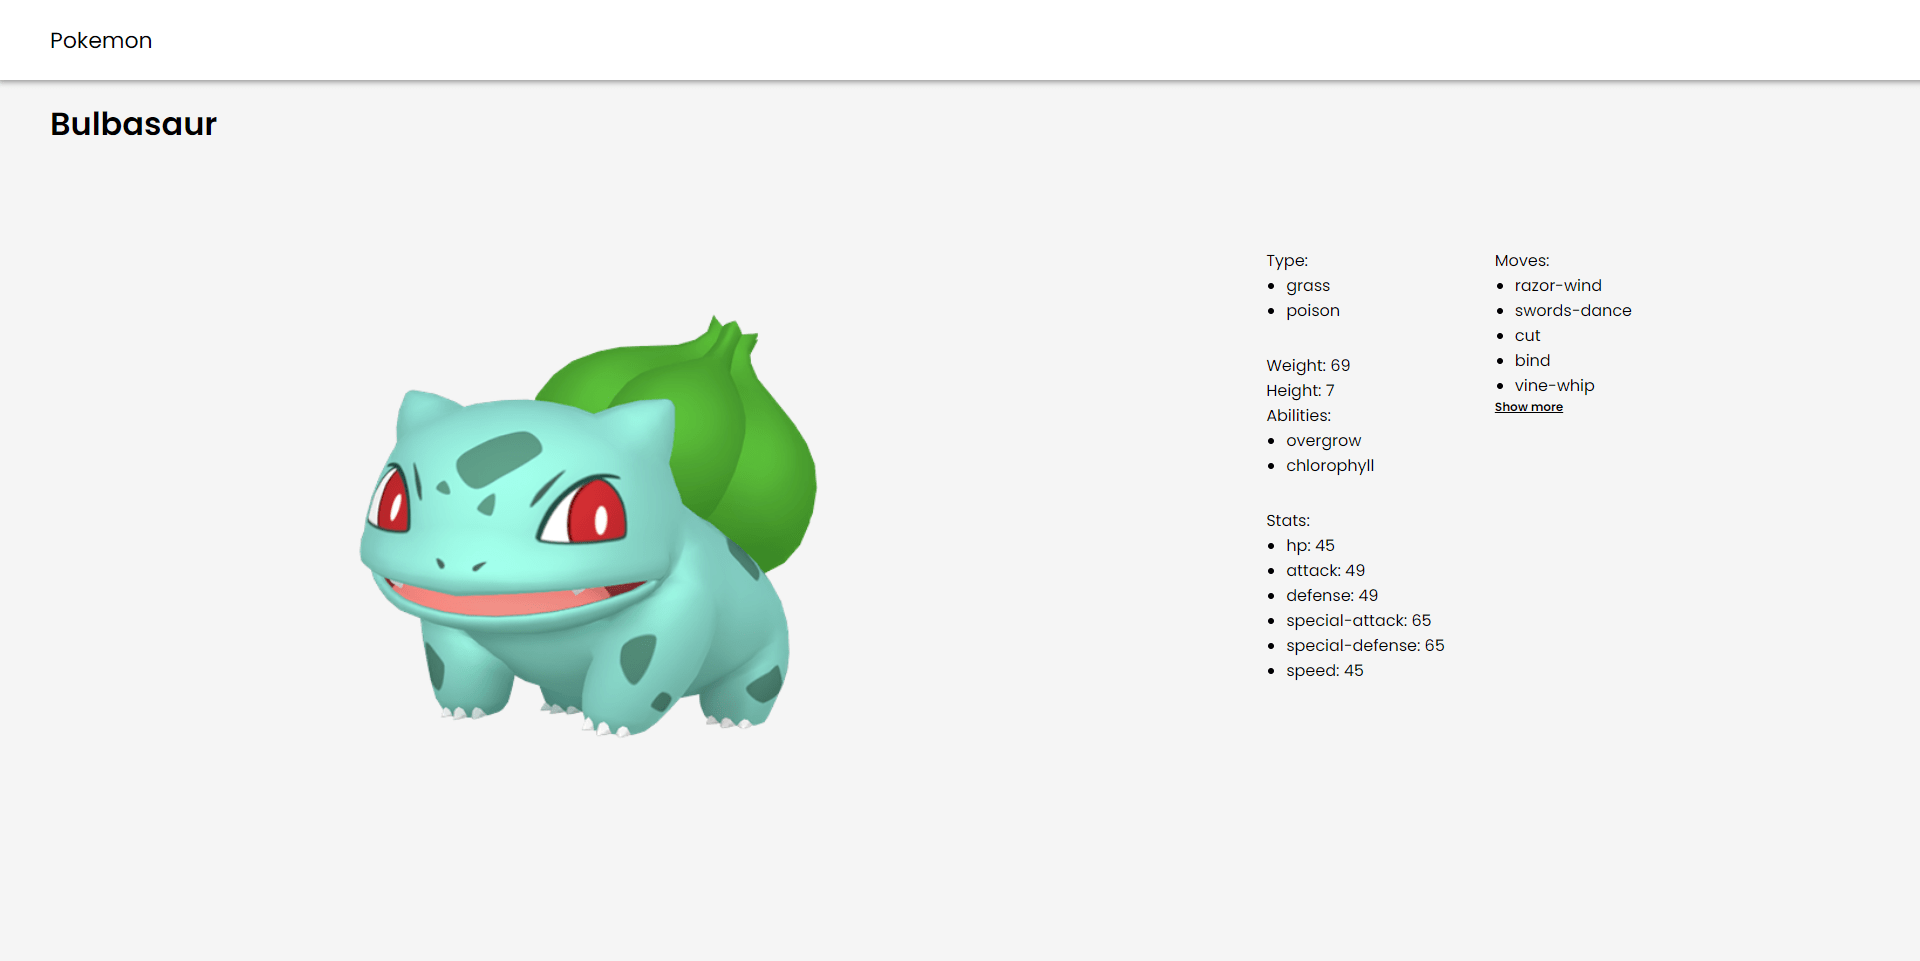 Pokemon
Bulbasaur
Type:
grass
poison
Weight: 69
Height: 7
Abilities:
overgrow
chlorophyll
Stats:
hp: 45
attack: 49
defense: 49
special-attack: 65
special-defense: 65
speed: 45
Moves:
razor-wind
swords-dance
cut
bind
vine-whip
Show more